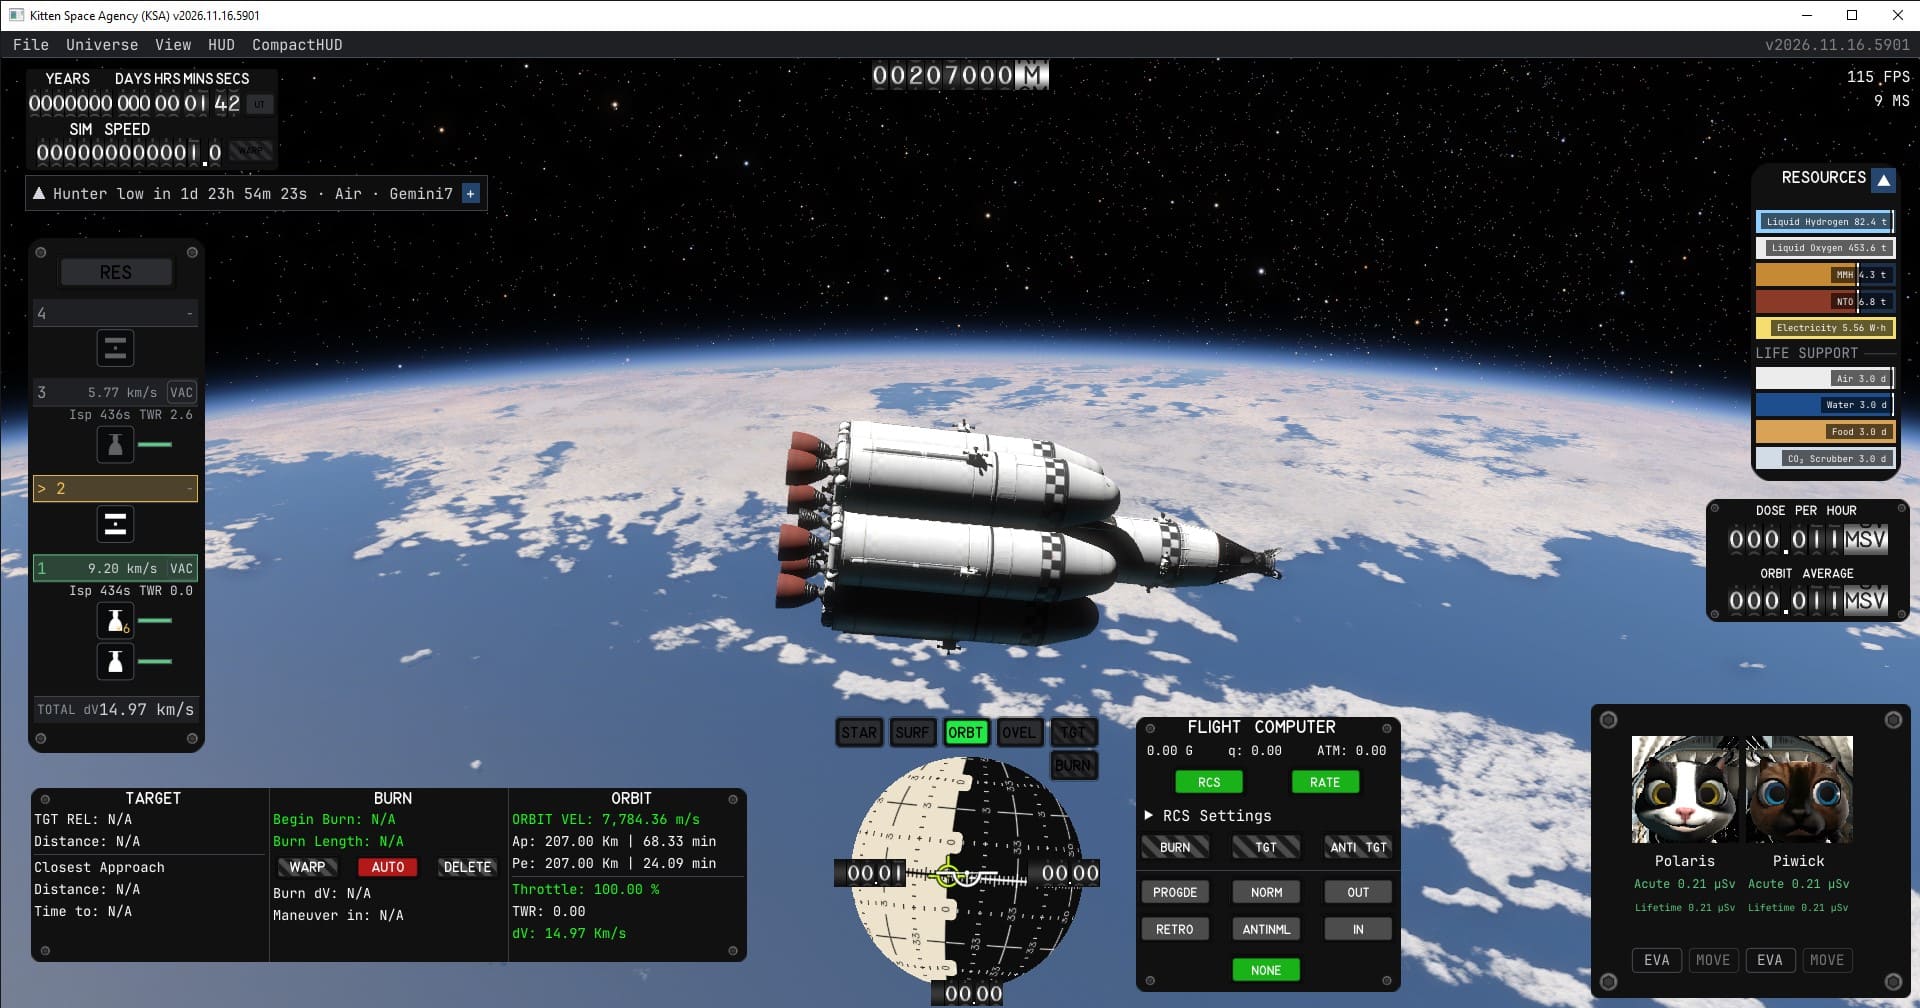 Kitten Space Agency (KSA) v2026.11.16.5901
File Universe View HUD CompactHUD
v2026.11.16.5901
YEARS DAYS HRS MINS SECS
0000000 000 00 01 42 UT
SIM SPEED
000000000001.0 WARP
00207000 M
115 FPS
9 MS
▲ Hunter low in 1d 23h 54m 23s · Air · Gemini7 +
RES
4 -
3 5.77 km/s VAC
Isp 436s TWR 2.6
> 2 -
1 9.20 km/s VAC
Isp 434s TWR 0.0
6
TOTAL dV 14.97 km/s
RESOURCES
Liquid Hydrogen 82.4 t
Liquid Oxygen 453.6 t
MMH 4.3 t
NTO 6.8 t
Electricity 5.56 W·h
LIFE SUPPORT
Air 3.0 d
Water 3.0 d
Food 3.0 d
CO₂ Scrubber 3.0 d
DOSE PER HOUR
000.011 MSV
ORBIT AVERAGE
000.011 MSV
TARGET
TGT REL: N/A
Distance: N/A
Closest Approach
Distance: N/A
Time to: N/A
BURN
Begin Burn: N/A
Burn Length: N/A
WARP AUTO DELETE
Burn dV: N/A
Maneuver in: N/A
ORBIT
ORBIT VEL: 7,784.36 m/s
Ap: 207.00 Km | 68.33 min
Pe: 207.00 Km | 24.09 min
Throttle: 100.00 %
TWR: 0.00
dV: 14.97 Km/s
STAR SURF ORBT OVEL TGT
BURN
00.01
00.00
00.00
FLIGHT COMPUTER
0.00 G q: 0.00 ATM: 0.00
RCS RATE
▶ RCS Settings
BURN TGT ANTI TGT
PROGDE NORM OUT
RETRO ANTINML IN
NONE
Polaris Piwick
Acute 0.21 µSv Acute 0.21 µSv
Lifetime 0.21 µSv Lifetime 0.21 µSv
EVA MOVE EVA MOVE